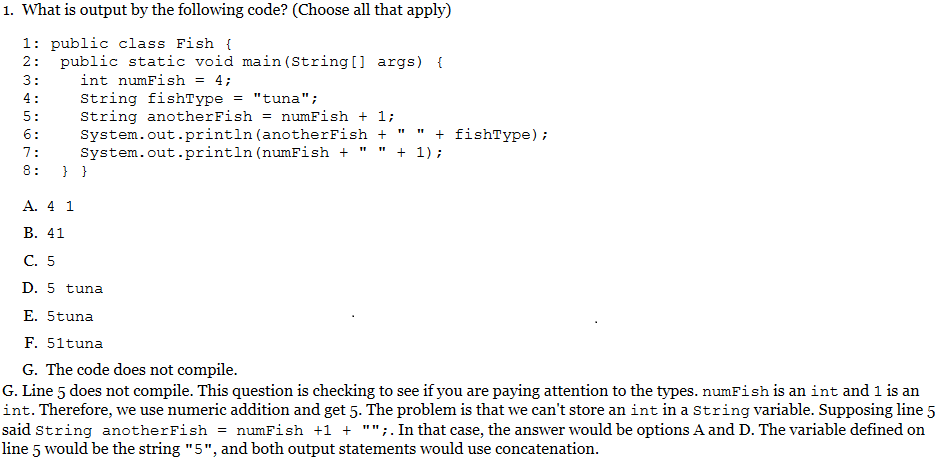 1. What is output by the following code? (Choose all that apply)
1: public class Fish {
2: public static void main(String[] args) {
3: int numFish = 4;
4: String fishType = "tuna";
5: String anotherFish = numFish + 1;
6: System.out.println(anotherFish + " " + fishType);
7: System.out.println(numFish + " " + 1);
8: } }
A. 4 1
B. 41
C. 5
D. 5 tuna
E. 5tuna
F. 51tuna
G. The code does not compile.
G. Line 5 does not compile. This question is checking to see if you are paying attention to the types. numFish is an int and 1 is an
int. Therefore, we use numeric addition and get 5. The problem is that we can't store an int in a String variable. Supposing line 5
said String anotherFish = numFish +1 + "";. In that case, the answer would be options A and D. The variable defined on
line 5 would be the string "5", and both output statements would use concatenation.